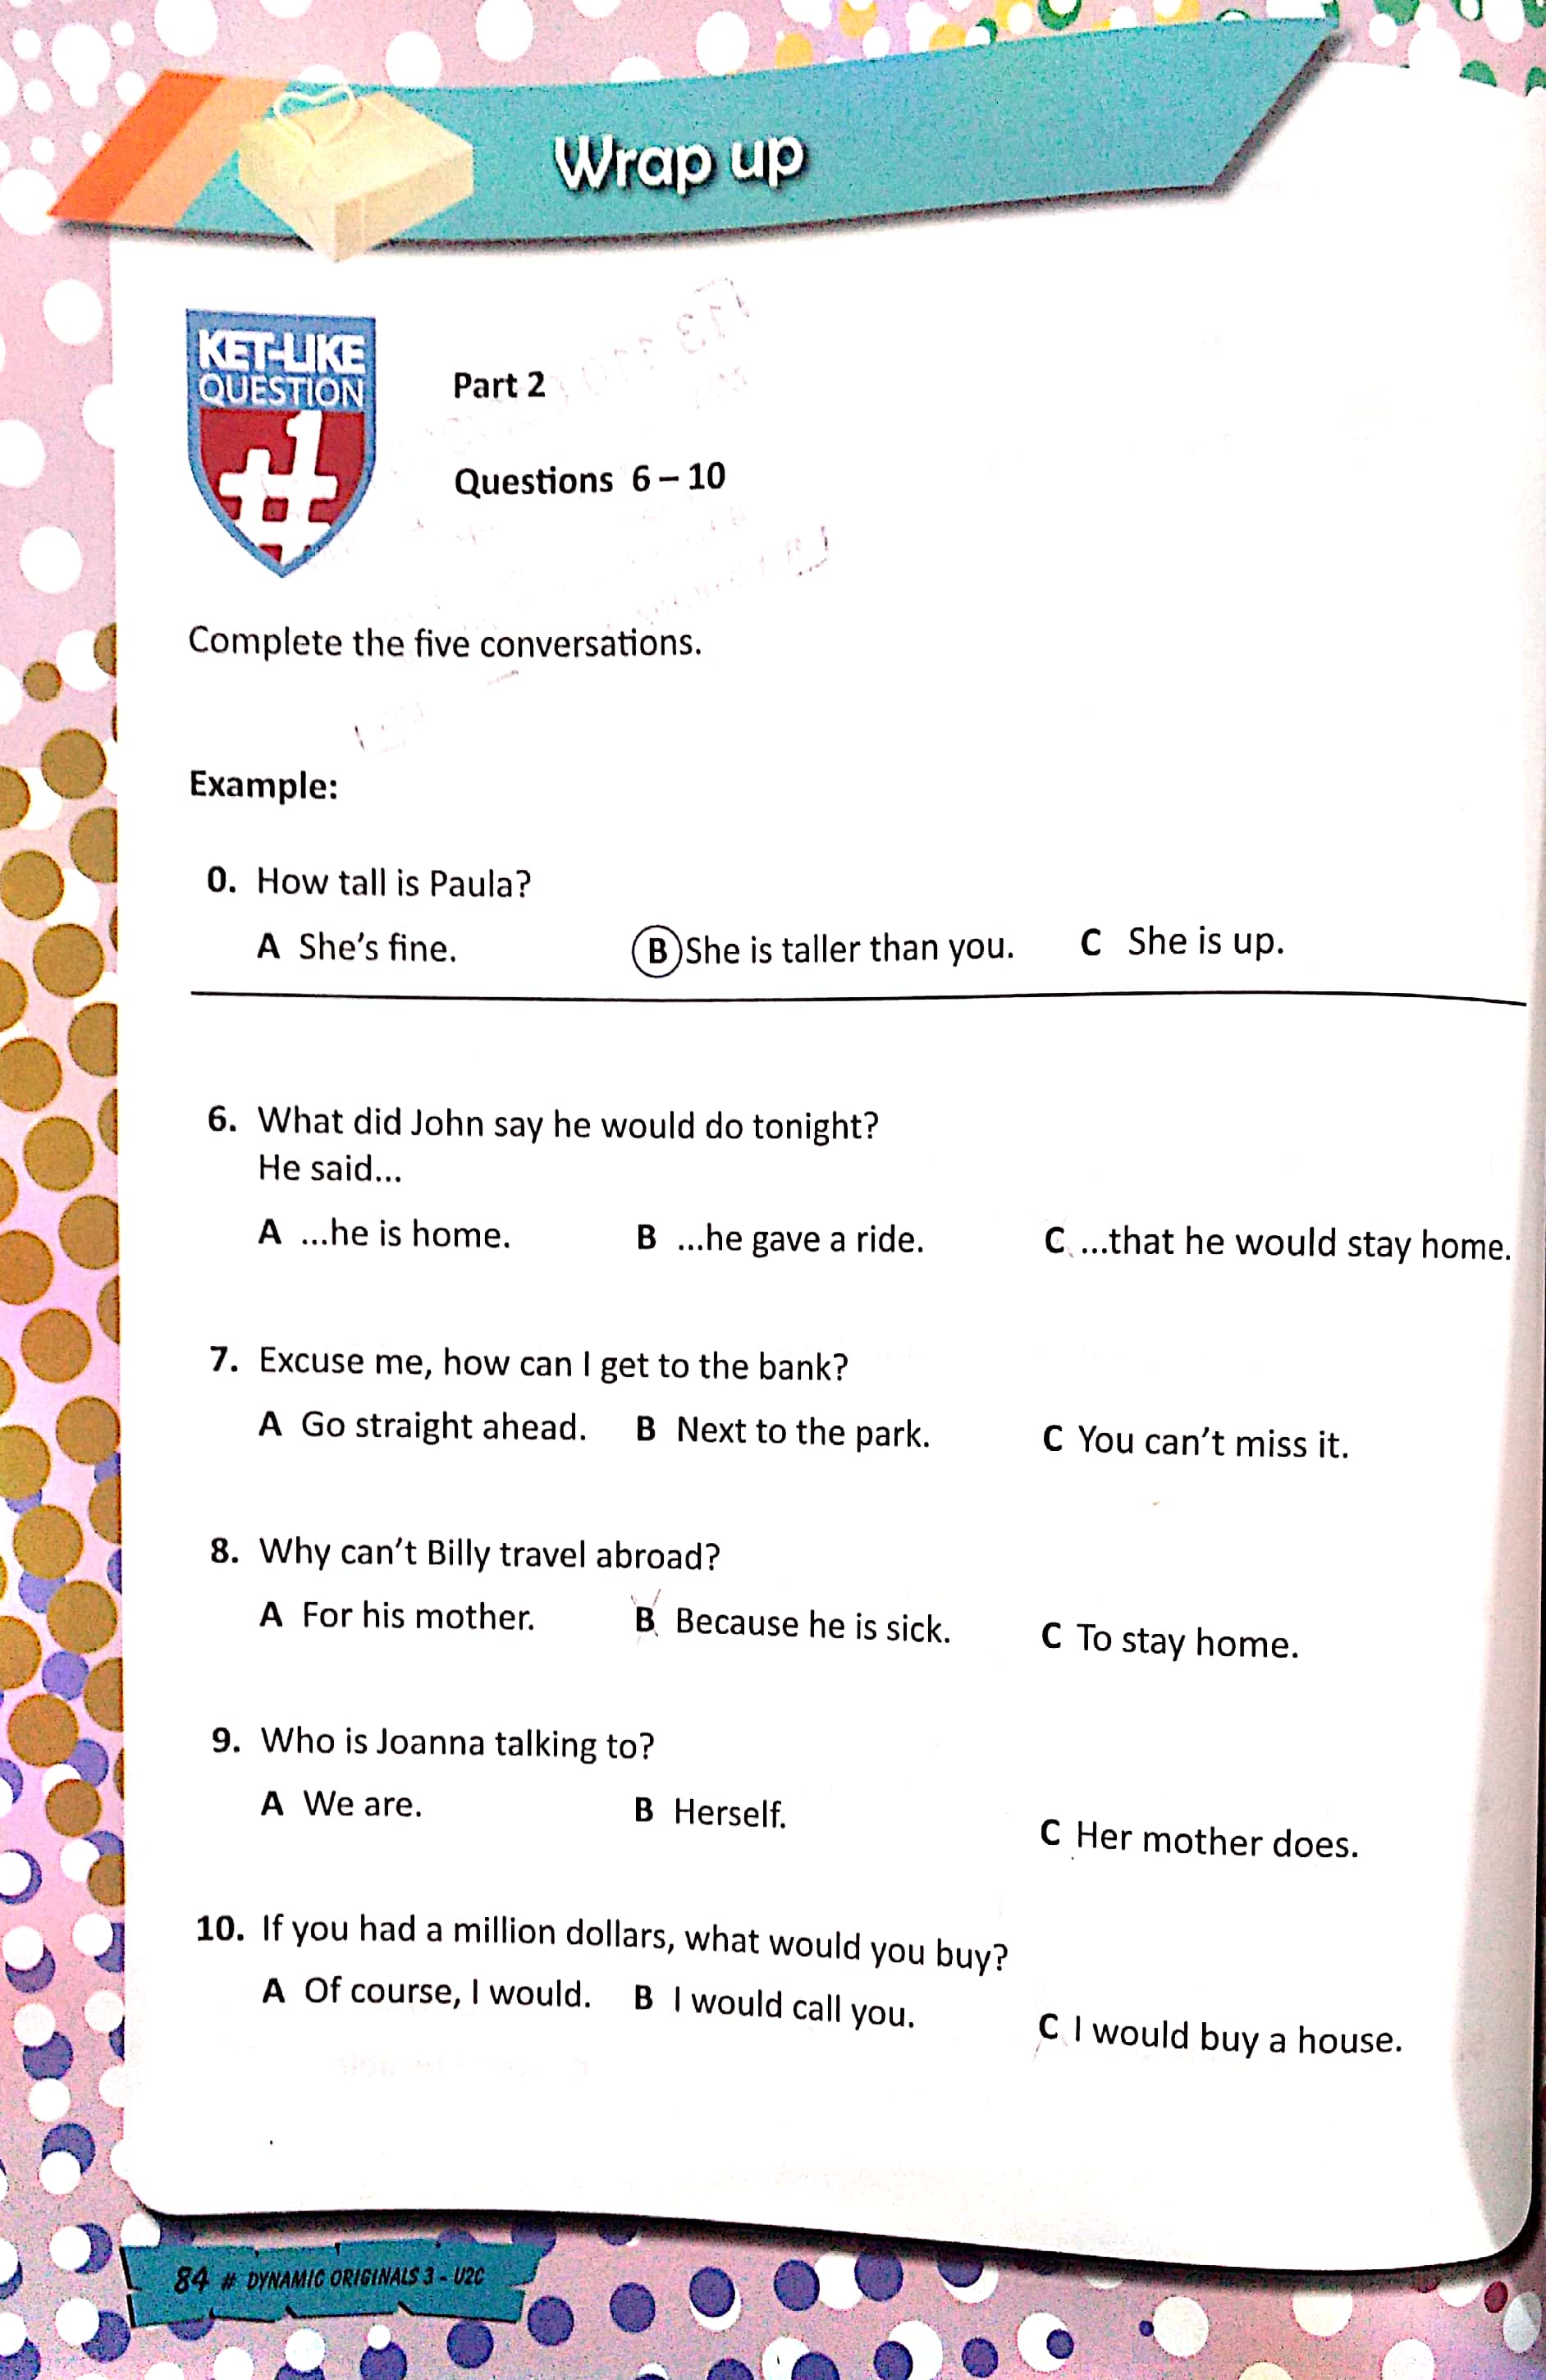 Wrap up
KET-LIKE
QUESTION
#1
Part 2
Questions 6 – 10
Complete the five conversations.
Example:
0. How tall is Paula?
A She's fine. B She is taller than you. C She is up.
6. What did John say he would do tonight?
He said...
A ...he is home. B ...he gave a ride. C ...that he would stay home.
7. Excuse me, how can I get to the bank?
A Go straight ahead. B Next to the park. C You can't miss it.
8. Why can't Billy travel abroad?
A For his mother. B Because he is sick. C To stay home.
9. Who is Joanna talking to?
A We are. B Herself. C Her mother does.
10. If you had a million dollars, what would you buy?
A Of course, I would. B I would call you. C I would buy a house.
84 # DYNAMIC ORIGINALS 3 - U2C